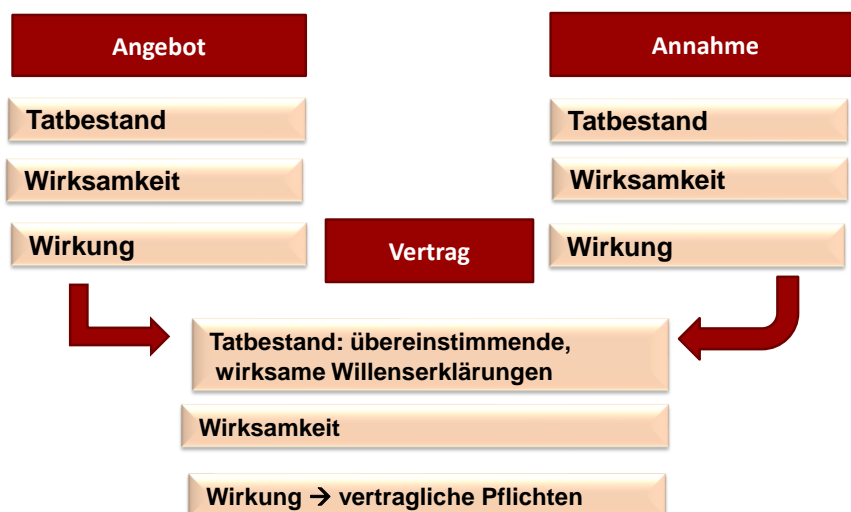 Angebot
Annahme
Tatbestand
Tatbestand
Wirksamkeit
Wirksamkeit
Wirkung
Vertrag
Wirkung
Tatbestand: übereinstimmende,
wirksame Willenserklärungen
Wirksamkeit
Wirkung → vertragliche Pflichten